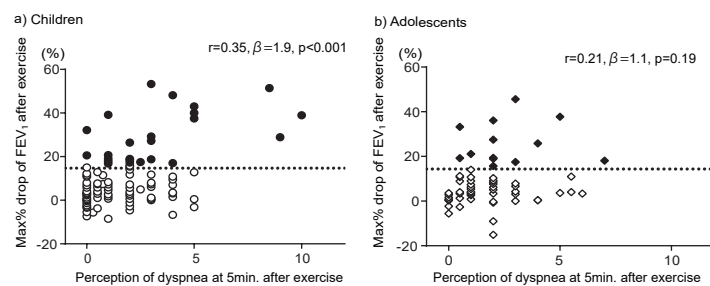 a) Children
r=0.35, β=1.9, p<0.001
(%)
60
40
20
0
-20
Max% drop of FEV1 after exercise
0
5
10
Perception of dyspnea at 5min. after exercise
b) Adolescents
r=0.21, β=1.1, p=0.19
(%)
60
40
20
0
-20
Max% drop of FEV1 after exercise
0
5
10
Perception of dyspnea at 5min. after exercise